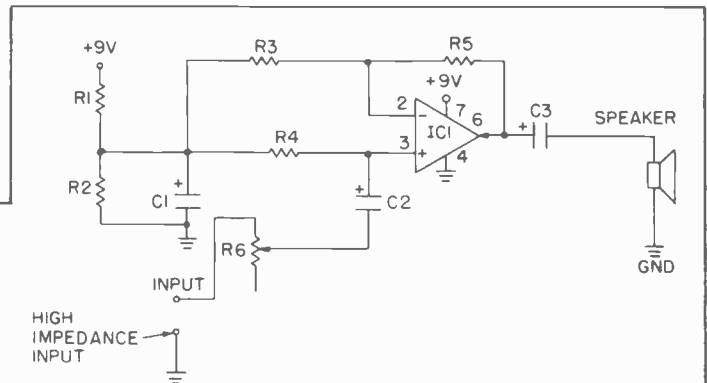 +9V
R1
R2
C1
+
R3
R4
R5
+9V
2
7
6
-
IC1
3
+
4
+
C2
R6
C3
+
SPEAKER
GND
INPUT
HIGH
IMPEDANCE
INPUT